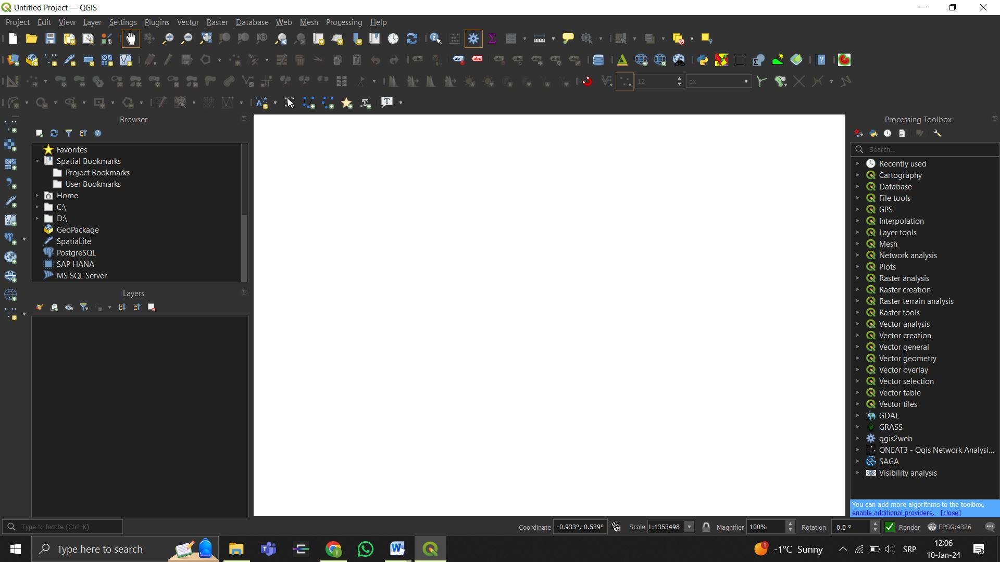 Untitled Project — QGIS
Project Edit View Layer Settings Plugins Vector Raster Database Web Mesh Processing Help
12 px
Browser
Favorites
Spatial Bookmarks
Project Bookmarks
User Bookmarks
Home
C:\
D:\
GeoPackage
SpatiaLite
PostgreSQL
SAP HANA
MS SQL Server
Layers
Processing Toolbox
Search...
Recently used
Cartography
Database
File tools
GPS
Interpolation
Layer tools
Mesh
Network analysis
Plots
Raster analysis
Raster creation
Raster terrain analysis
Raster tools
Vector analysis
Vector creation
Vector general
Vector geometry
Vector overlay
Vector selection
Vector table
Vector tiles
GDAL
GRASS
qgis2web
QNEAT3 - Qgis Network Analysi...
SAGA
Visibility analysis
You can add more algorithms to the toolbox,
enable additional providers. [close]
Type to locate (Ctrl+K)
Coordinate -0.933°,-0.539° Scale 1:1353498 Magnifier 100% Rotation 0.0 ° Render EPSG:4326
Type here to search
1 -1°C Sunny SRP 12:06
10-Jan-24